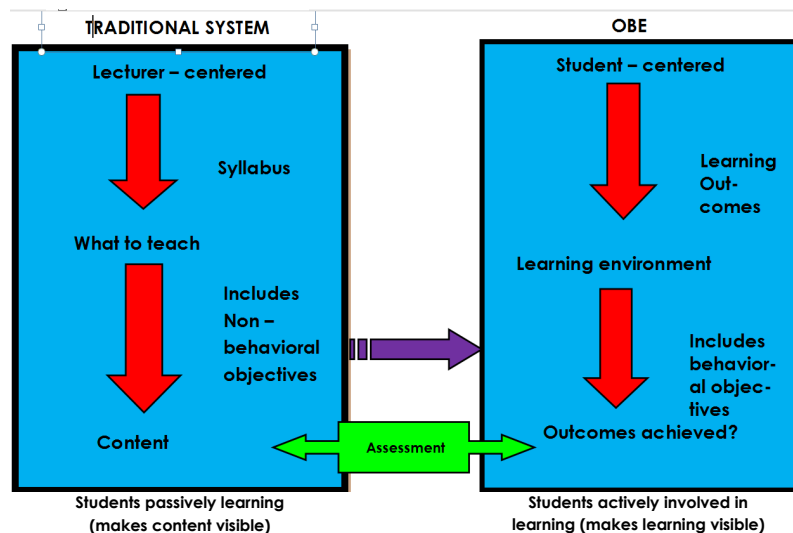 TRADITIONAL SYSTEM
Lecturer – centered
Syllabus
What to teach
Includes
Non –
behavioral
objectives
Content
Students passively learning
(makes content visible)
Assessment
OBE
Student – centered
Learning
Out-
comes
Learning environment
Includes
behavior-
al objec-
tives
Outcomes achieved?
Students actively involved in
learning (makes learning visible)